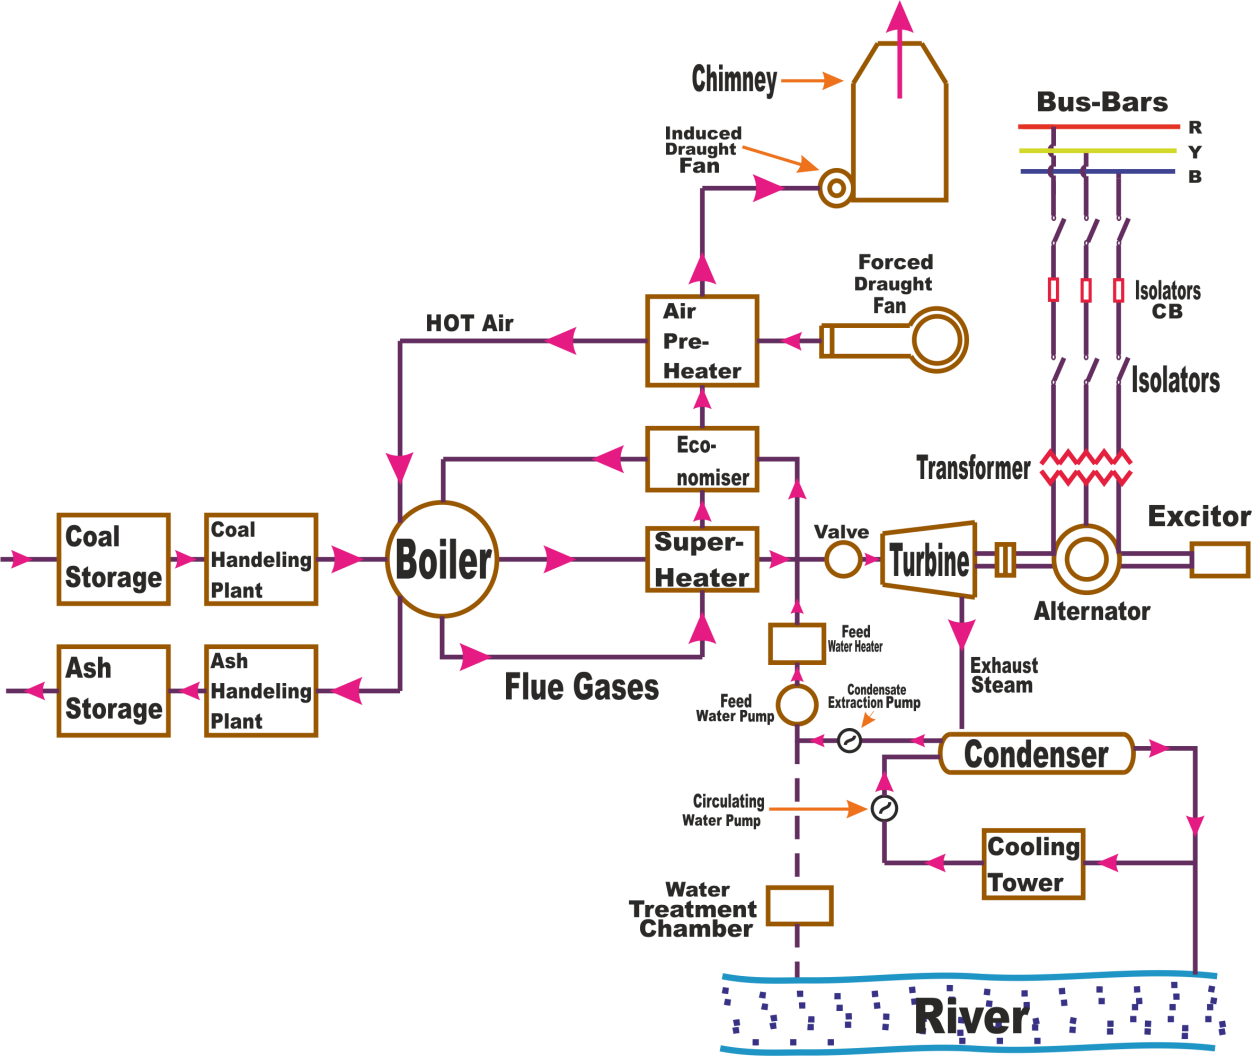 Chimney
Bus-Bars
R
Y
B
Induced
Draught
Fan
Forced
Draught
Fan
Isolators
CB
HOT Air
Air
Pre-
Heater
Isolators
Eco-
nomiser
Transformer
Coal
Storage
Coal
Handeling
Plant
Boiler
Super-
Heater
Valve
Turbine
Excitor
Alternator
Ash
Storage
Ash
Handeling
Plant
Flue Gases
Feed
Water Heater
Exhaust
Steam
Feed
Water Pump
Condensate
Extraction Pump
Condenser
Circulating
Water Pump
Cooling
Tower
Water
Treatment
Chamber
River